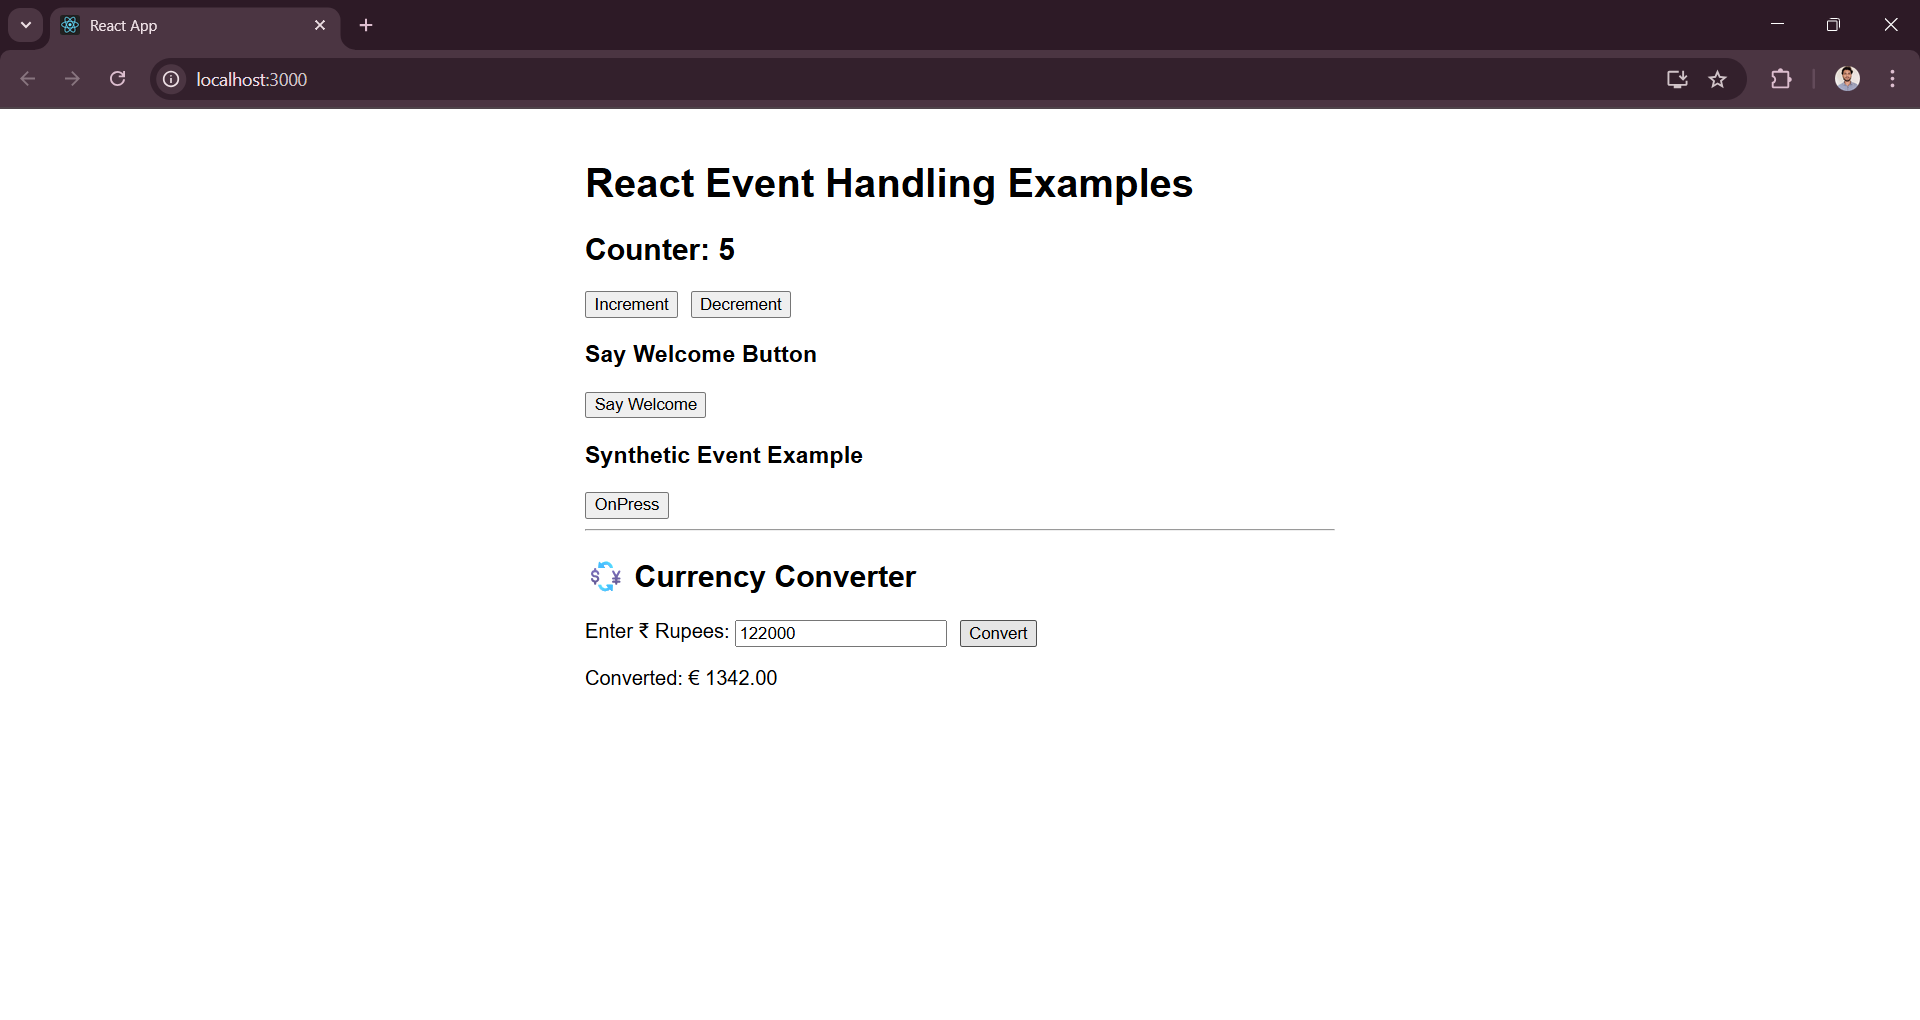 React App
localhost:3000
React Event Handling Examples
Counter: 5
Increment Decrement
Say Welcome Button
Say Welcome
Synthetic Event Example
OnPress
Currency Converter
Enter ₹ Rupees: 122000 Convert
Converted: € 1342.00